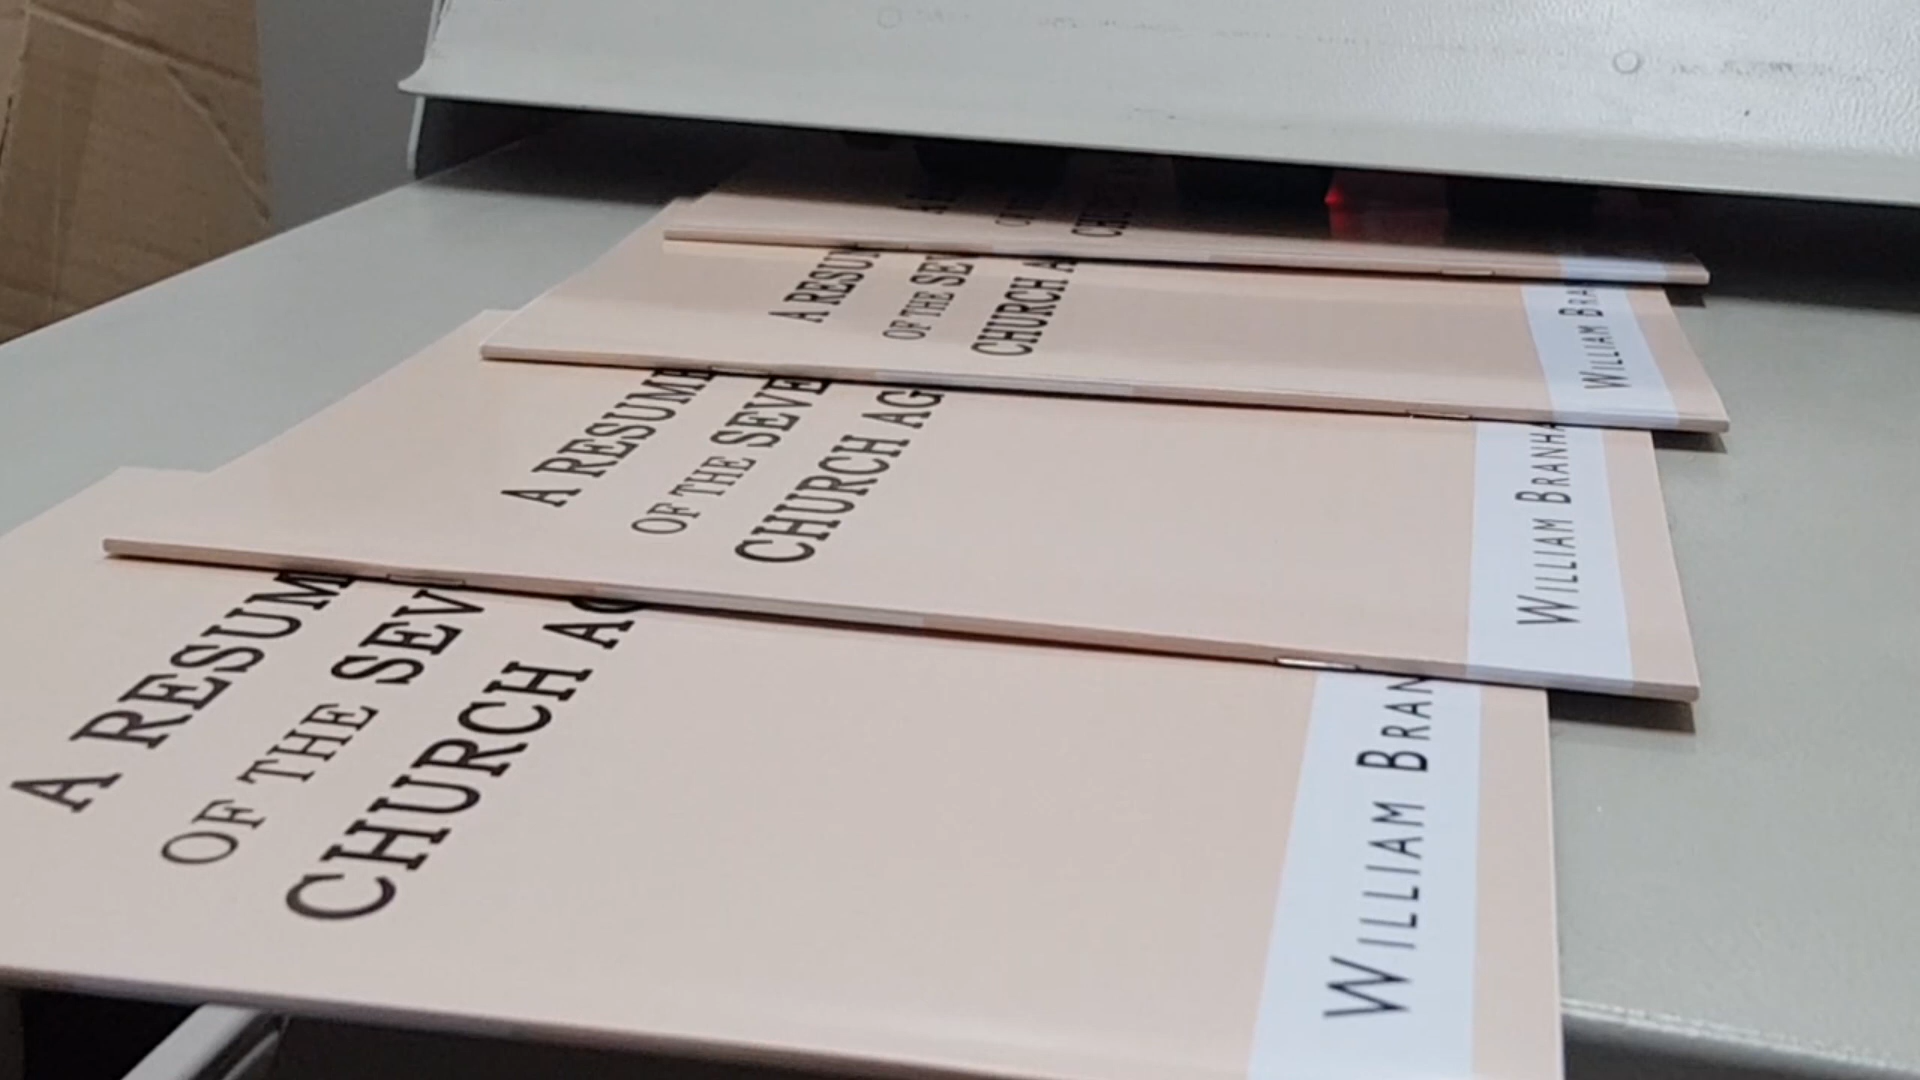 A RESUM
OF THE SEV
CHURCH A
WILLIAM BRA
A RESUME
OF THE SEVE
CHURCH AG
WILLIAM BRANHA
A RESUM
OF THE SEV
CHURCH AG
WILLIAM BRAN